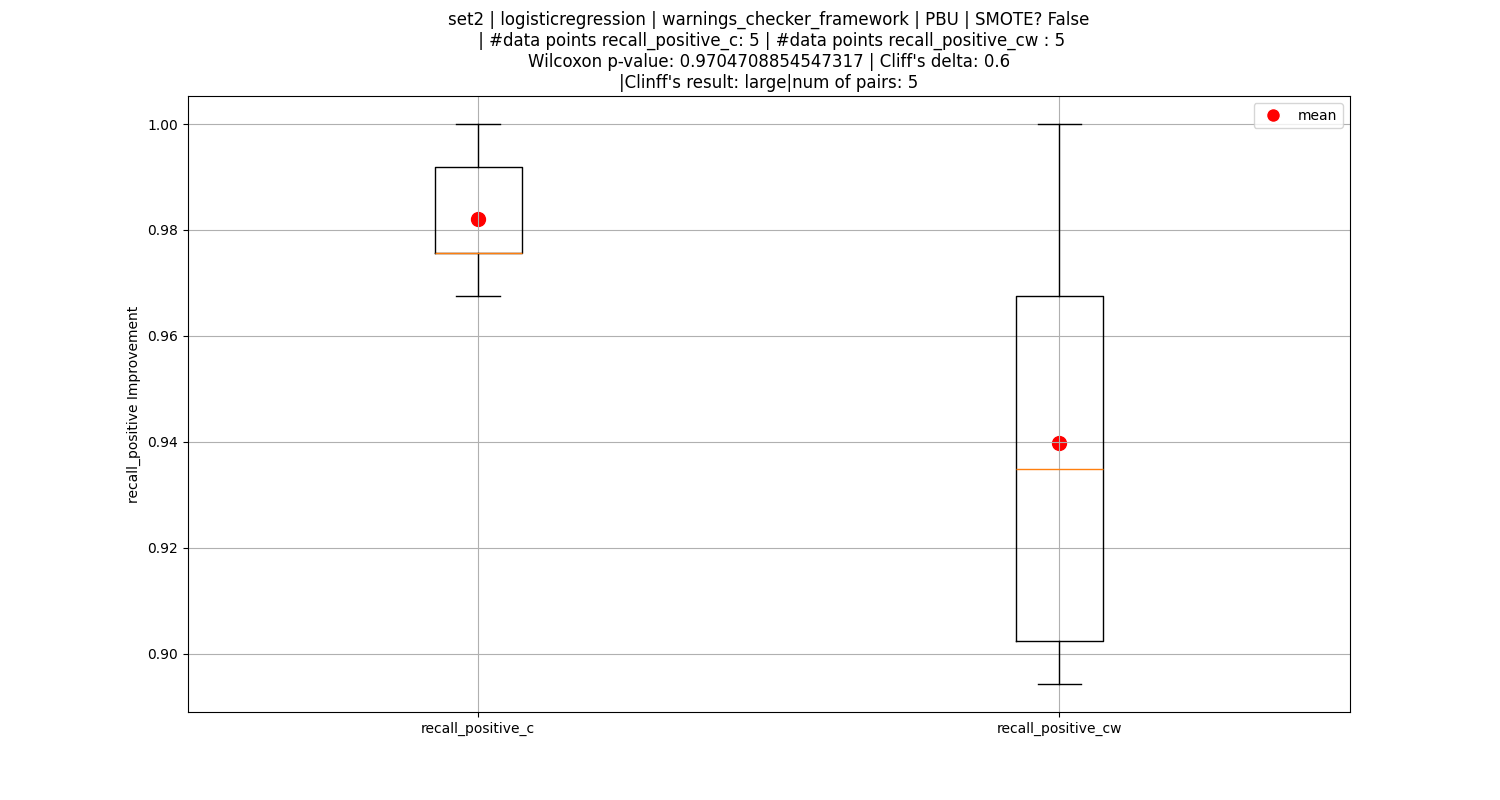 set2 | logisticregression | warnings_checker_framework | PBU | SMOTE? False
| #data points recall_positive_c: 5 | #data points recall_positive_cw : 5
Wilcoxon p-value: 0.9704708854547317 | Cliff's delta: 0.6
|Clinff's result: large|num of pairs: 5
mean
1.00
0.98
0.96
0.94
0.92
0.90
recall_positive Improvement
recall_positive_c
recall_positive_cw